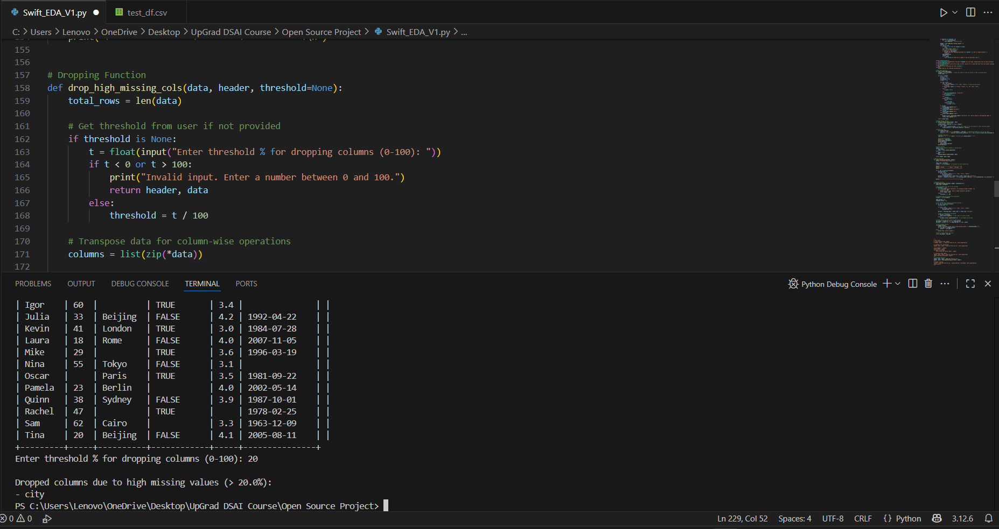 Swift_EDA_V1.py
test_df.csv
C: > Users > Lenovo > OneDrive > Desktop > UpGrad DSAI Course > Open Source Project > Swift_EDA_V1.py > ...
155
156
157 # Dropping Function
158 def drop_high_missing_cols(data, header, threshold=None):
159 total_rows = len(data)
160
161 # Get threshold from user if not provided
162 if threshold is None:
163 t = float(input("Enter threshold % for dropping columns (0-100): "))
164 if t < 0 or t > 100:
165 print("Invalid input. Enter a number between 0 and 100.")
166 return header, data
167 else:
168 threshold = t / 100
169
170 # Transpose data for column-wise operations
171 columns = list(zip(*data))
172
PROBLEMS OUTPUT DEBUG CONSOLE TERMINAL PORTS
Python Debug Console
| Igor | 60 | | TRUE | 3.4 | | |
| Julia | 33 | Beijing | FALSE | 4.2 | 1992-04-22 | |
| Kevin | 41 | London | TRUE | 3.0 | 1984-07-28 | |
| Laura | 18 | Rome | FALSE | 4.0 | 2007-11-05 | |
| Mike | 29 | | TRUE | 3.6 | 1996-03-19 | |
| Nina | 55 | Tokyo | FALSE | 3.1 | | |
| Oscar | | Paris | TRUE | 3.5 | 1981-09-22 | |
| Pamela | 23 | Berlin | | 4.0 | 2002-05-14 | |
| Quinn | 38 | Sydney | FALSE | 3.9 | 1987-10-01 | |
| Rachel | 47 | | TRUE | | 1978-02-25 | |
| Sam | 62 | Cairo | | 3.3 | 1963-12-09 | |
| Tina | 20 | Beijing | FALSE | 4.1 | 2005-08-11 | |
+---------+-----+----------+------------+-----+---------------+
Enter threshold % for dropping columns (0-100): 20
Dropped columns due to high missing values (> 20.0%):
- city
PS C:\Users\Lenovo\OneDrive\Desktop\UpGrad DSAI Course\Open Source Project>
0 0 Ln 229, Col 52 Spaces: 4 UTF-8 CRLF {} Python 3.12.6